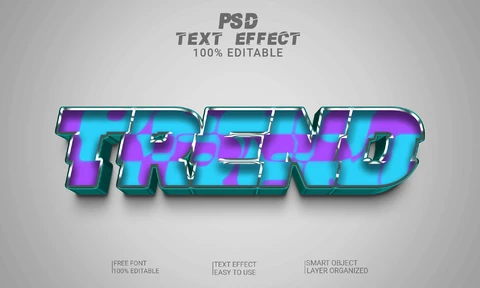 PSD
TEXT EFFECT
100% EDITABLE
TREND
FREE FONT
100% EDITABLE
TEXT EFFECT
EASY TO USE
SMART OBJECT
LAYER ORGANIZED